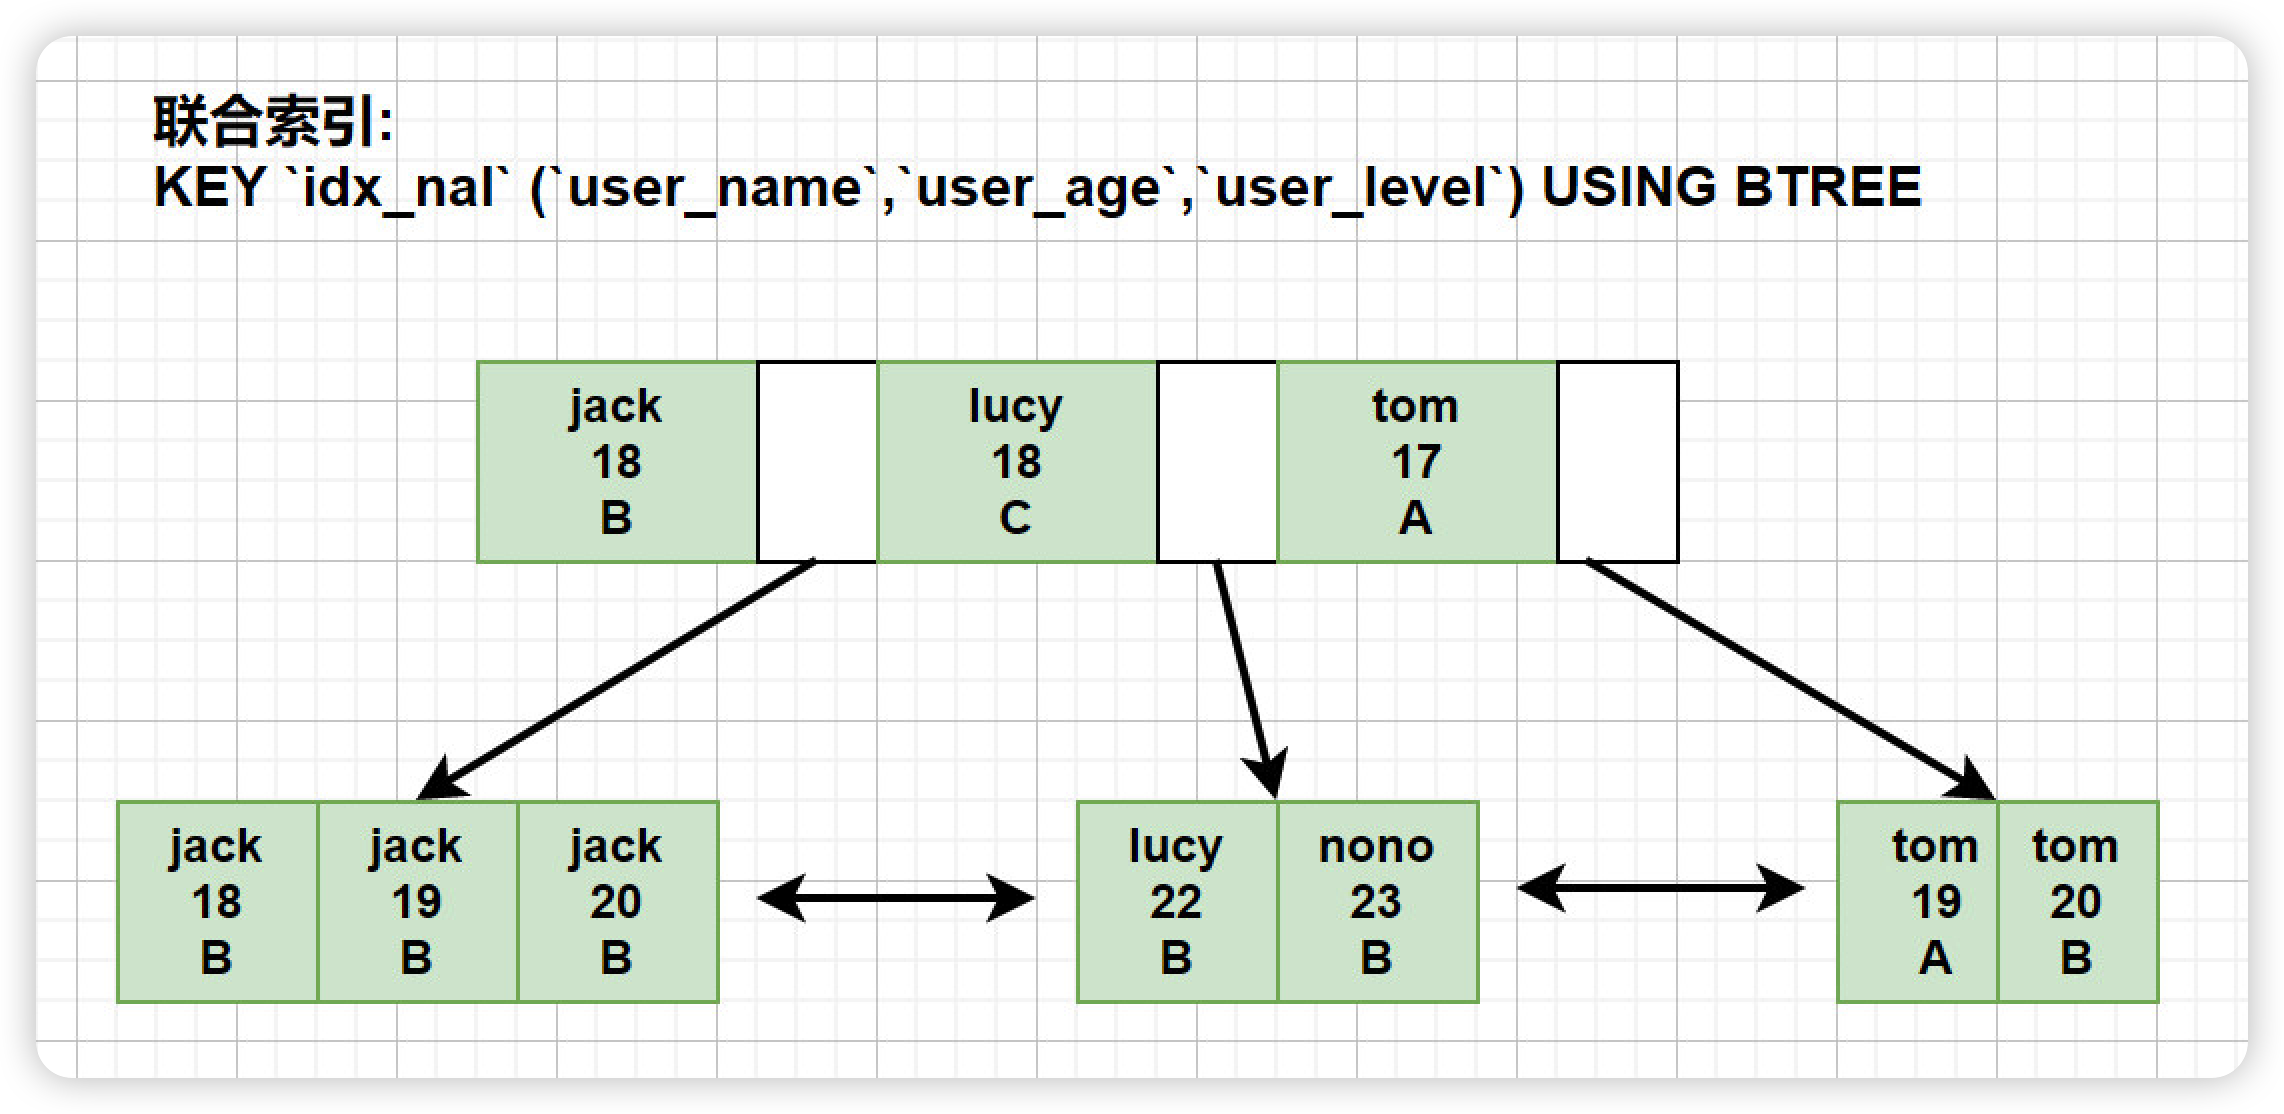 联合索引:
KEY `idx_nal` (`user_name`,`user_age`,`user_level`) USING BTREE
jack
18
B
lucy
18
C
tom
17
A
jack
18
B
jack
19
B
jack
20
B
lucy
22
B
nono
23
B
tom
19
A
tom
20
B